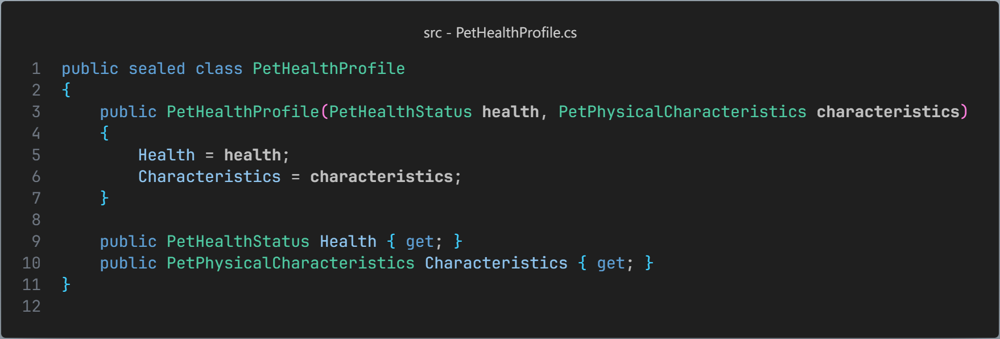 src - PetHealthProfile.cs
1 public sealed class PetHealthProfile
2 {
3     public PetHealthProfile(PetHealthStatus health, PetPhysicalCharacteristics characteristics)
4     {
5         Health = health;
6         Characteristics = characteristics;
7     }
8
9     public PetHealthStatus Health { get; }
10     public PetPhysicalCharacteristics Characteristics { get; }
11 }
12